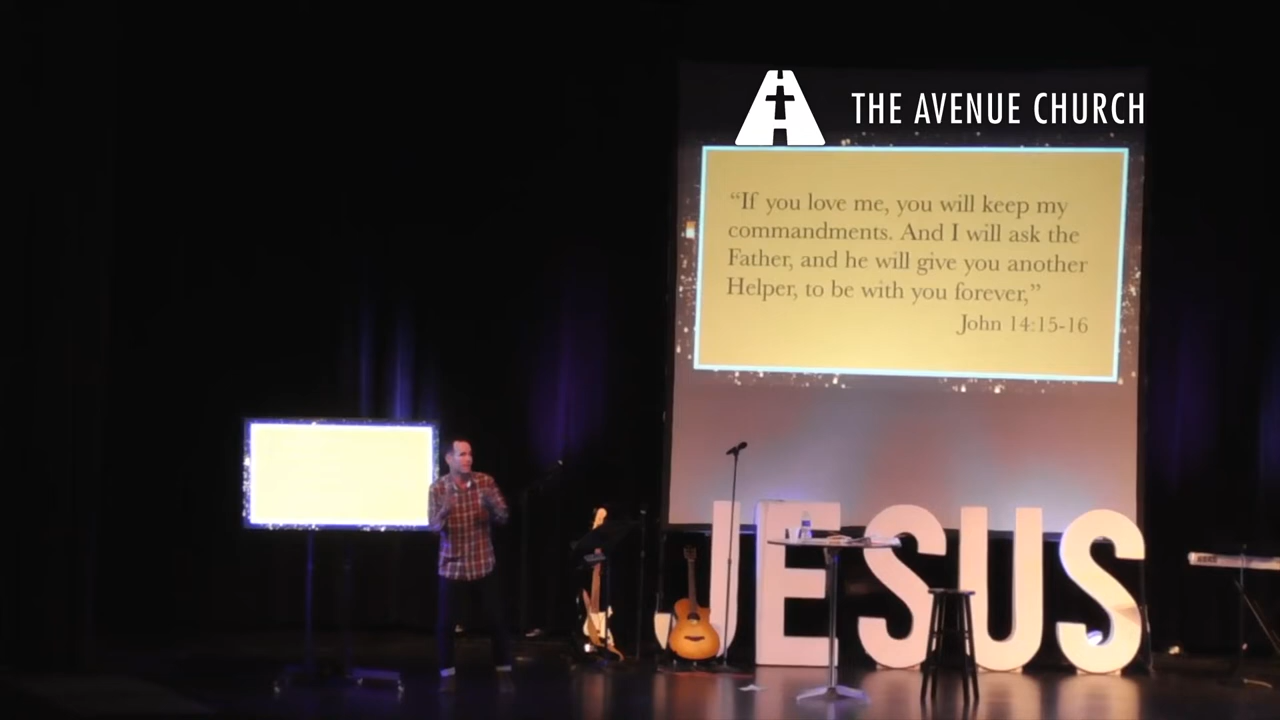 THE AVENUE CHURCH
“If you love me, you will keep my
commandments. And I will ask the
Father, and he will give you another
Helper, to be with you forever,”
John 14:15-16
JESUS
KORG